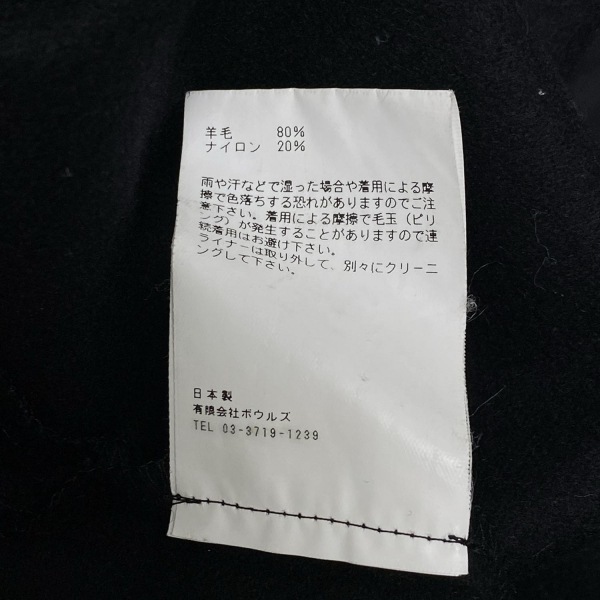 羊毛 80%
ナイロン 20%
雨や汗などで湿った場合や着用による摩
擦で色落ちする恐れがありますのでご注
意下さい。着用による摩擦で毛玉（ピリ
ング）が発生することがありますので連
続着用はお避け下さい。
ライナーは取り外して、別々にクリーニ
ングして下さい。
日本製
有限会社ボウルズ
TEL 03-3719-1239